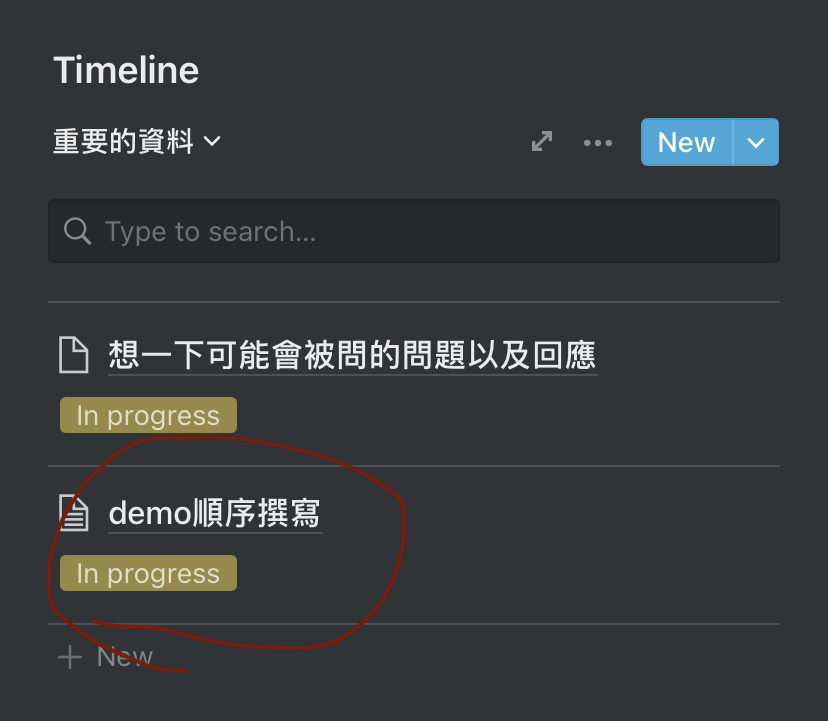 Timeline
重要的資料
New
Type to search...
想一下可能會被問的問題以及回應
In progress
demo順序撰寫
In progress
+ New